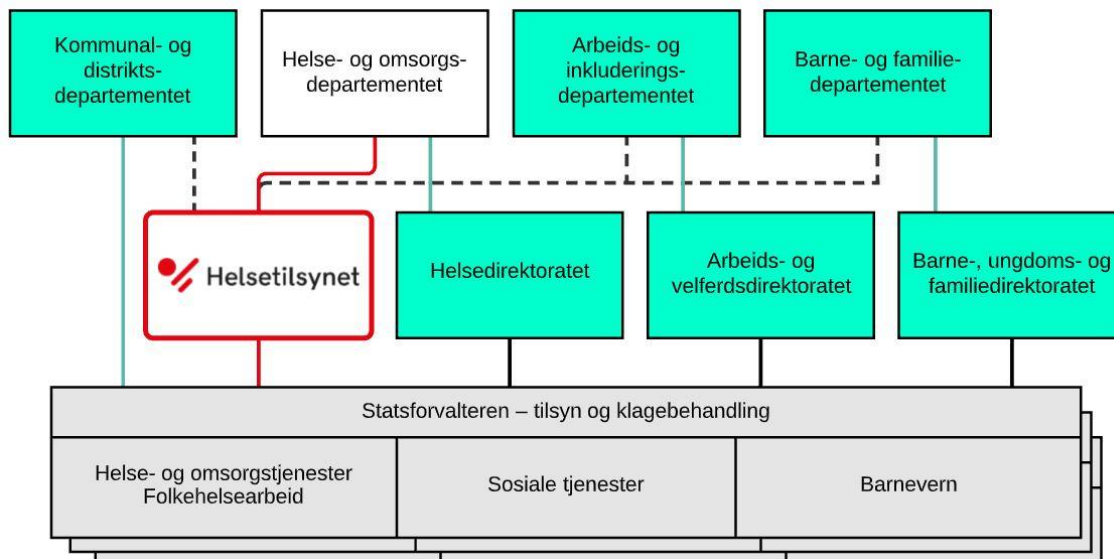 Kommunal- og
distrikts-
departementet
Helse- og omsorgs-
departementet
Arbeids- og
inkluderings-
departementet
Barne- og familie-
departementet
Helsetilsynet
Helsedirektoratet
Arbeids- og
velferdsdirektoratet
Barne-, ungdoms- og
familiedirektoratet
Statsforvalteren – tilsyn og klagebehandling
Helse- og omsorgstjenester
Folkehelsearbeid
Sosiale tjenester
Barnevern